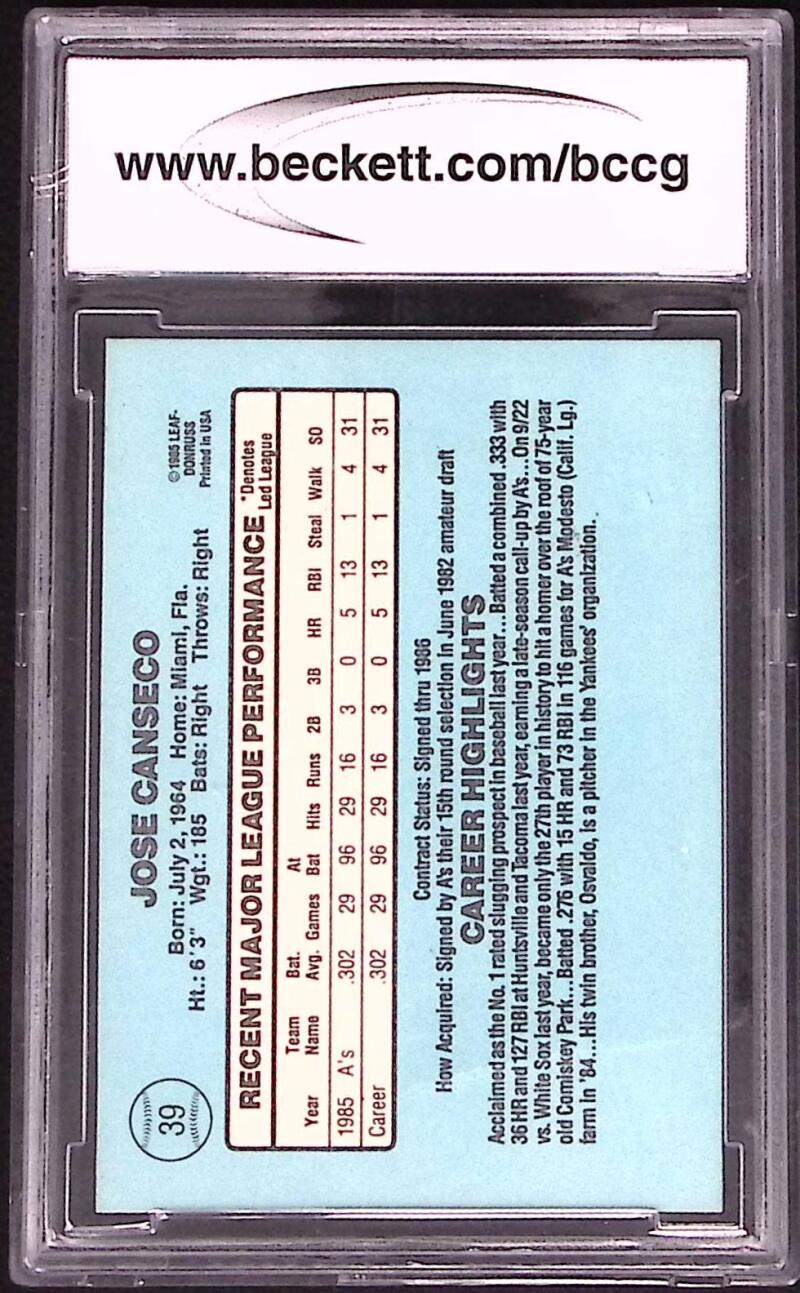 www.beckett.com/bccg
39
JOSE CANSECO
©1985 LEAF-
DONRUSS
Printed in USA
Born: July 2, 1964 Home: Miami, Fla.
Ht.: 6'3" Wgt.: 185 Bats: Right Throws: Right
RECENT MAJOR LEAGUE PERFORMANCE
*Denotes
Led League
Year Team Name Bat. Avg. Games At Bat Hits Runs 2B 3B HR RBI Steal Walk SO
1985 A's .302 29 96 29 16 3 0 5 13 1 4 31
Career .302 29 96 29 16 3 0 5 13 1 4 31
Contract Status: Signed thru 1986
How Acquired: Signed by A's their 15th round selection in June 1982 amateur draft
CAREER HIGHLIGHTS
Acclaimed as the No. 1 rated slugging prospect in baseball last year...Batted a combined .333 with
36 HR and 127 RBI at Huntsville and Tacoma last year, earning a late-season call-up by A's...On 9/22
vs. White Sox last year, became only the 27th player in history to hit a homer over the roof of 75-year
old Comiskey Park...Batted .276 with 15 HR and 73 RBI in 116 games for A's Modesto (Calif. Lg.)
farm in '84...His twin brother, Osvaldo, is a pitcher in the Yankees' organization..